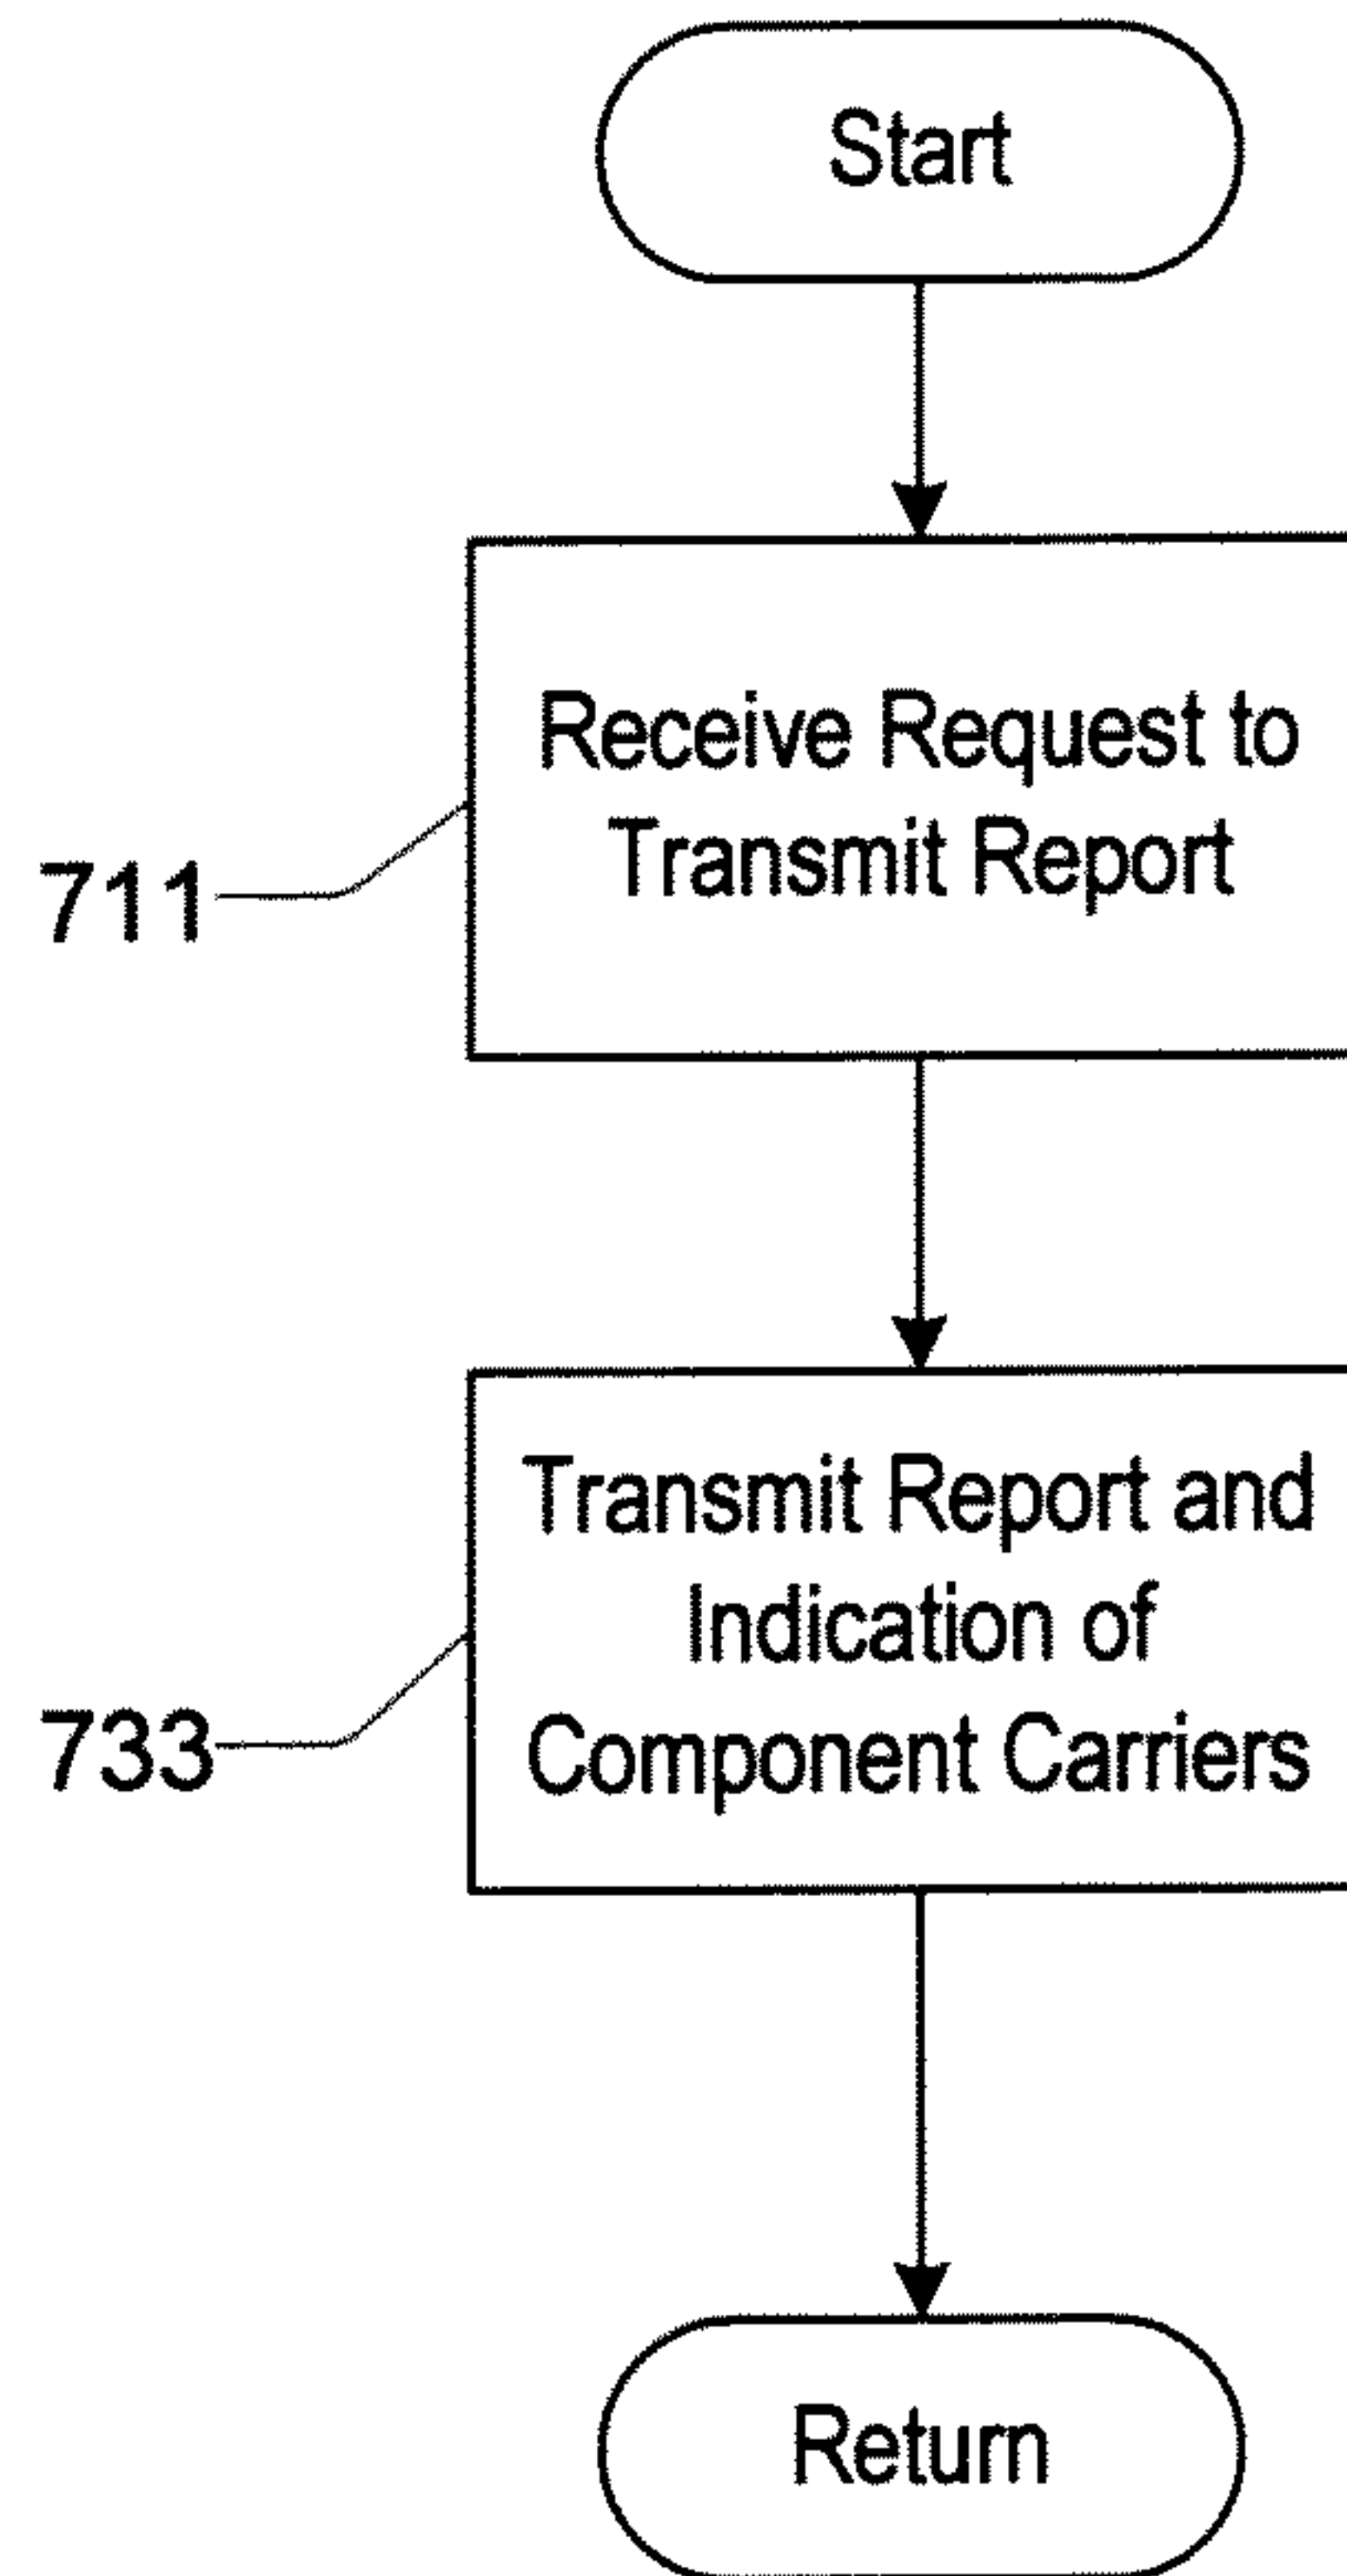 Start
Receive Request to
Transmit Report
711
Transmit Report and
Indication of
Component Carriers
733
Return